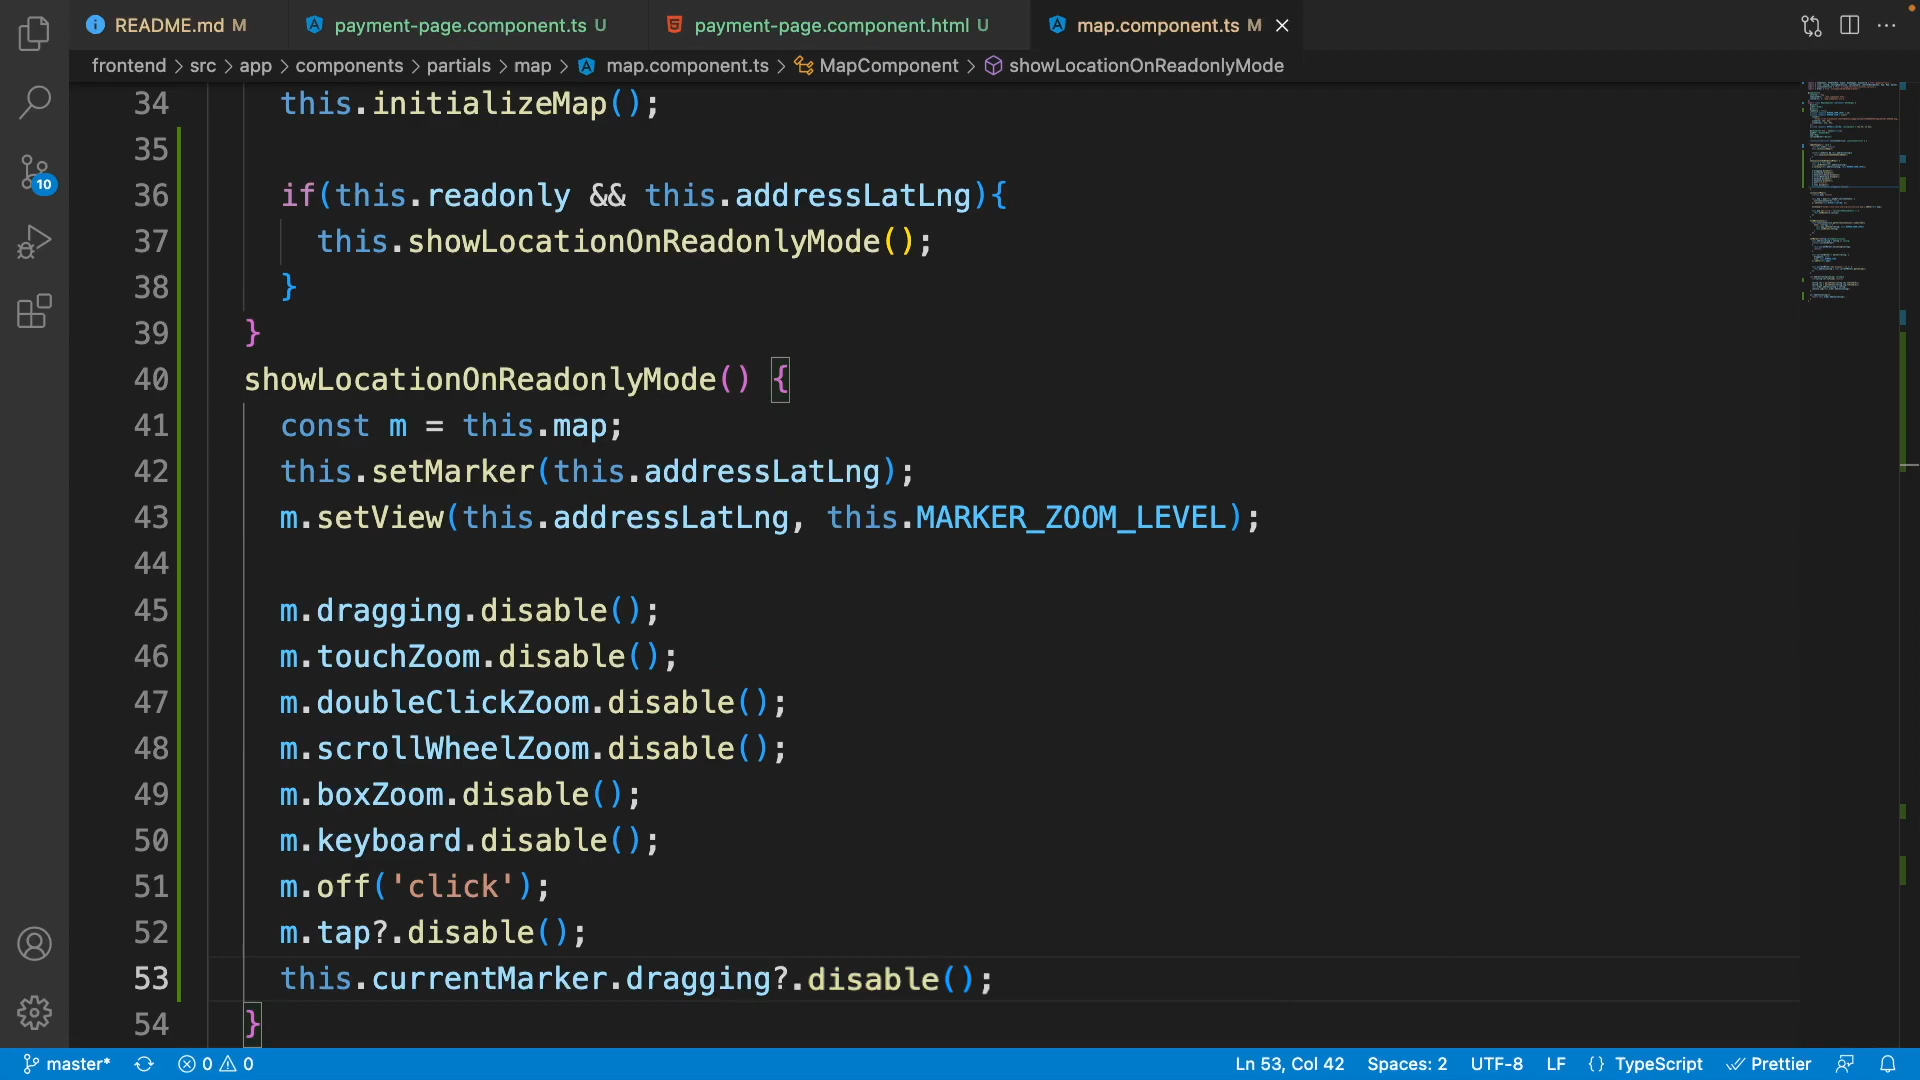 README.md M
payment-page.component.ts U
payment-page.component.html U
map.component.ts M
frontend > src > app > components > partials > map > map.component.ts > MapComponent > showLocationOnReadonlyMode
34 this.initializeMap();
35
36 if(this.readonly && this.addressLatLng){
37 this.showLocationOnReadonlyMode();
38 }
39 }
40 showLocationOnReadonlyMode() {
41 const m = this.map;
42 this.setMarker(this.addressLatLng);
43 m.setView(this.addressLatLng, this.MARKER_ZOOM_LEVEL);
44
45 m.dragging.disable();
46 m.touchZoom.disable();
47 m.doubleClickZoom.disable();
48 m.scrollWheelZoom.disable();
49 m.boxZoom.disable();
50 m.keyboard.disable();
51 m.off('click');
52 m.tap?.disable();
53 this.currentMarker.dragging?.disable();
54 }
10
master* 0 0 Ln 53, Col 42 Spaces: 2 UTF-8 LF {} TypeScript Prettier